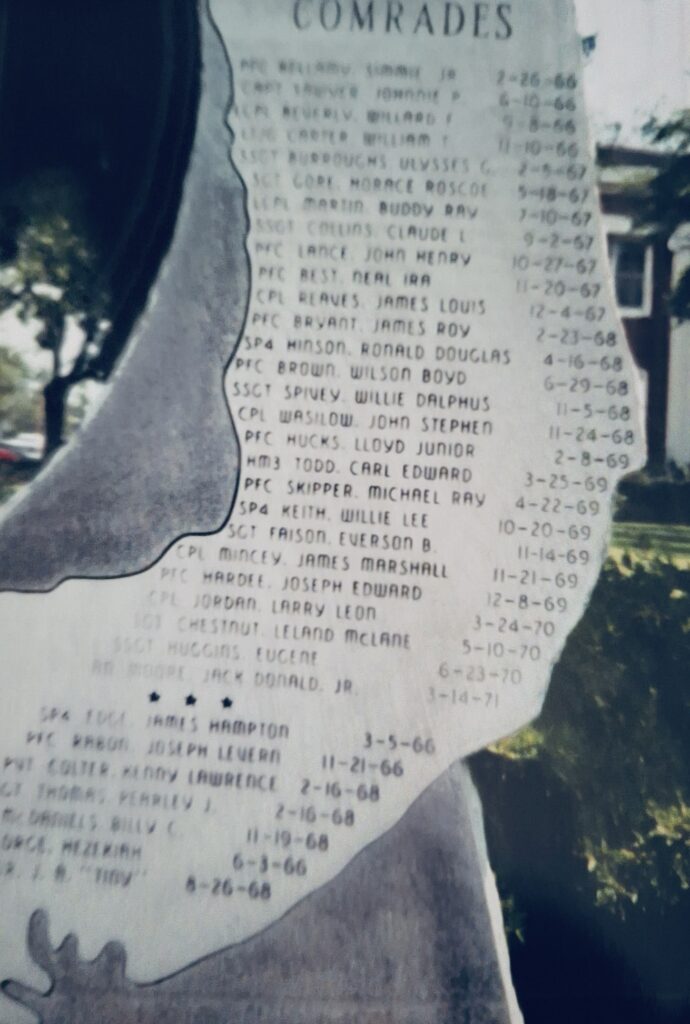 COMRADES
PFC BELLAMY, SIMMIE JR 2-26-66
CAPT SAWYER, JOHNNIE P. 6-10-66
LCPL BEVERLY, WILLARD F 9-8-66
LTJG CARTER, WILLIAM T. 11-10-66
SSGT BURROUGHS ULYSSES G. 2-5-67
SGT GORE, HORACE ROSCOE 5-18-67
LCPL MARTIN, BUDDY RAY 7-10-67
SSGT COLLINS, CLAUDE L 9-2-67
PFC LANCE, JOHN HENRY 10-27-67
PFC BEST, NEAL IRA 11-20-67
CPL REAVES, JAMES LOUIS 12-4-67
PFC BRYANT, JAMES ROY 2-23-68
SP4 HINSON, RONALD DOUGLAS 4-16-68
PFC BROWN, WILSON BOYD 6-29-68
SSGT SPIVEY, WILLIE DALPHUS 11-5-68
CPL WASILOW, JOHN STEPHEN 11-24-68
PFC HUCKS, LLOYD JUNIOR 2-8-69
HM3 TODD, CARL EDWARD 3-25-69
PFC SKIPPER, MICHAEL RAY 4-22-69
SP4 KEITH, WILLIE LEE 10-20-69
SGT FAISON, EVERSON B. 11-14-69
CPL MINCEY, JAMES MARSHALL 11-21-69
PFC HARDEE, JOSEPH EDWARD 12-8-69
CPL JORDAN, LARRY LEON 3-24-70
SGT CHESTNUT, LELAND McLANE 5-10-70
SSGT HUGGINS, EUGENE 6-23-70
MOORE, JACK DONALD, JR. 3-14-71
SP4 EDGE, JAMES HAMPTON 3-5-66
PFC RABON, JOSEPH LEVERN 11-21-66
PVT GOLTER, KENNY LAWRENCE 2-16-68
GT THOMAS, PEARLEY J. 2-16-68
McDANIELS, BILLY C. 11-19-68
ORGE, HEZEKIAH 6-3-66
R, J. B. "TINY" 8-26-68